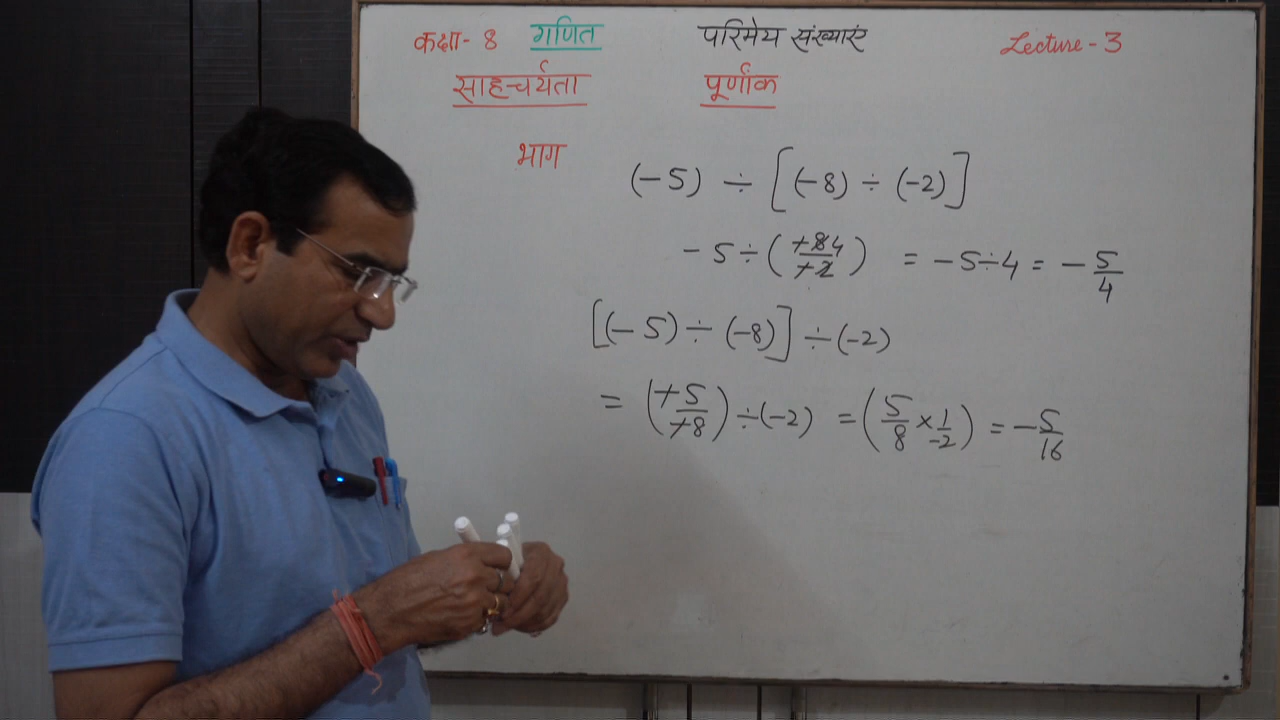 कक्षा- 8 गणित परिमेय संख्याएं Lecture - 3
साहचर्यता पूर्णांक
भाग
(-5) ÷ [(-8) ÷ (-2)]
- 5 ÷ (+8 4 / +2) = -5÷4 = -5/4
[(-5) ÷ (-8)] ÷ (-2)
= (+5/+8) ÷ (-2) = (5/8 × 1/-2) = -5/16